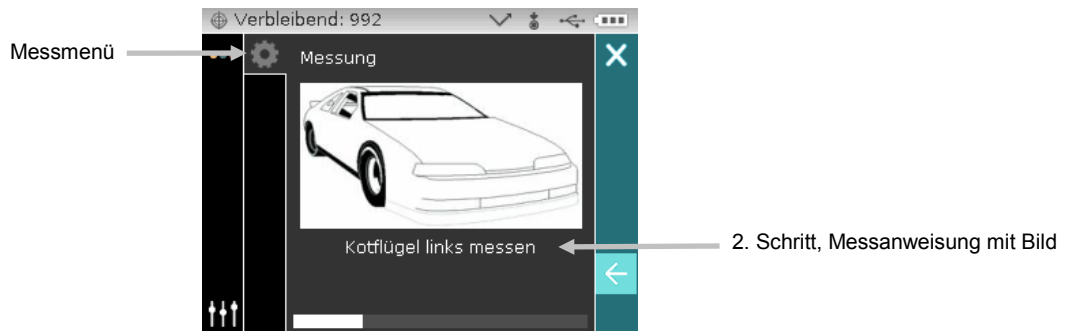 Verbleibend: 992
Messmenü
Messung
Kotflügel links messen
2. Schritt, Messanweisung mit Bild